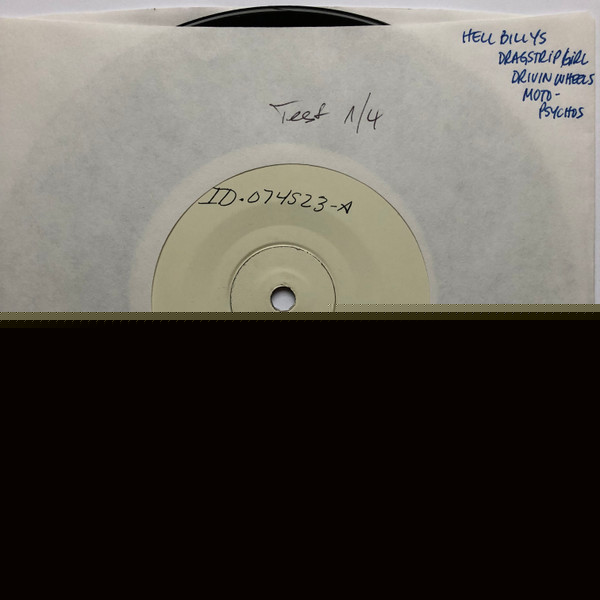 HELL BILLYS
DRAGSTRIP/GIRL
DRIVIN WHEELS
MOTO-
PSYCHOS
Test 1/4
ID.074523-A